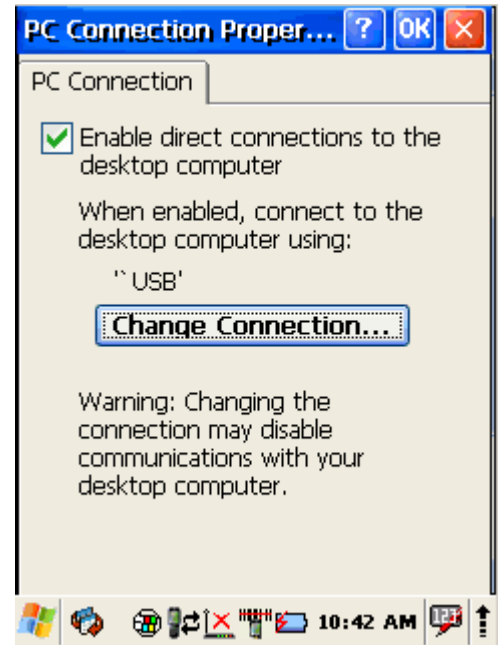 PC Connection Proper... ? OK
PC Connection
Enable direct connections to the
desktop computer
When enabled, connect to the
desktop computer using:
'`USB'
Change Connection...
Warning: Changing the
connection may disable
communications with your
desktop computer.
10:42 AM